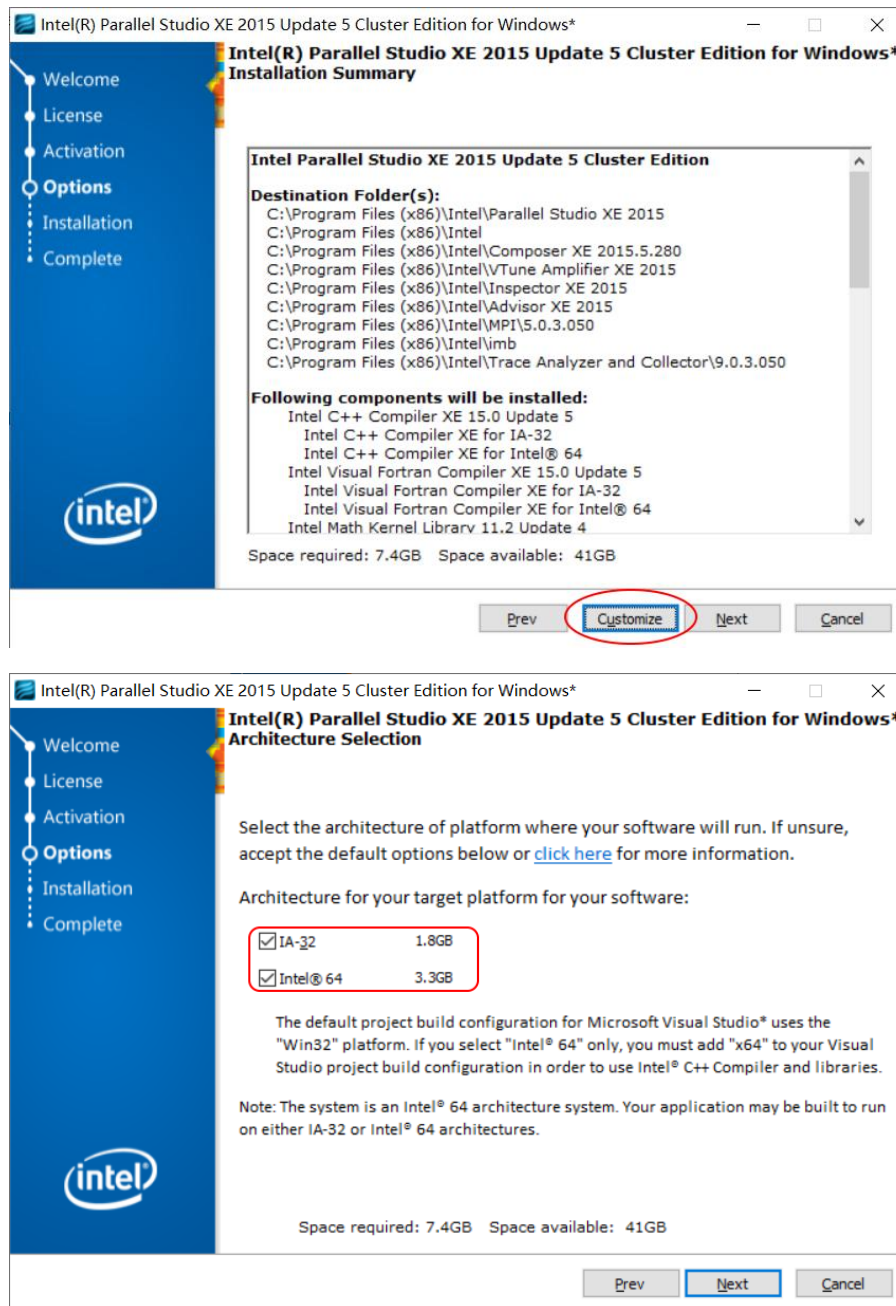 Intel(R) Parallel Studio XE 2015 Update 5 Cluster Edition for Windows*
Intel(R) Parallel Studio XE 2015 Update 5 Cluster Edition for Windows*
Installation Summary
Welcome
License
Activation
Options
Installation
Complete
Intel Parallel Studio XE 2015 Update 5 Cluster Edition
Destination Folder(s):
C:\Program Files (x86)\Intel\Parallel Studio XE 2015
C:\Program Files (x86)\Intel
C:\Program Files (x86)\Intel\Composer XE 2015.5.280
C:\Program Files (x86)\Intel\VTune Amplifier XE 2015
C:\Program Files (x86)\Intel\Inspector XE 2015
C:\Program Files (x86)\Intel\Advisor XE 2015
C:\Program Files (x86)\Intel\MPI\5.0.3.050
C:\Program Files (x86)\Intel\imb
C:\Program Files (x86)\Intel\Trace Analyzer and Collector\9.0.3.050
Following components will be installed:
Intel C++ Compiler XE 15.0 Update 5
Intel C++ Compiler XE for IA-32
Intel C++ Compiler XE for Intel® 64
Intel Visual Fortran Compiler XE 15.0 Update 5
Intel Visual Fortran Compiler XE for IA-32
Intel Visual Fortran Compiler XE for Intel® 64
Intel Math Kernel Library 11.2 Update 4
(intel)
Space required: 7.4GB Space available: 41GB
Prev Customize Next Cancel
Intel(R) Parallel Studio XE 2015 Update 5 Cluster Edition for Windows*
Intel(R) Parallel Studio XE 2015 Update 5 Cluster Edition for Windows*
Architecture Selection
Welcome
License
Activation
Options
Installation
Complete
Select the architecture of platform where your software will run. If unsure,
accept the default options below or click here for more information.
Architecture for your target platform for your software:
IA-32 1.8GB
Intel® 64 3.3GB
The default project build configuration for Microsoft Visual Studio* uses the
"Win32" platform. If you select "Intel® 64" only, you must add "x64" to your Visual
Studio project build configuration in order to use Intel® C++ Compiler and libraries.
Note: The system is an Intel® 64 architecture system. Your application may be built to run
on either IA-32 or Intel® 64 architectures.
(intel)
Space required: 7.4GB Space available: 41GB
Prev Next Cancel